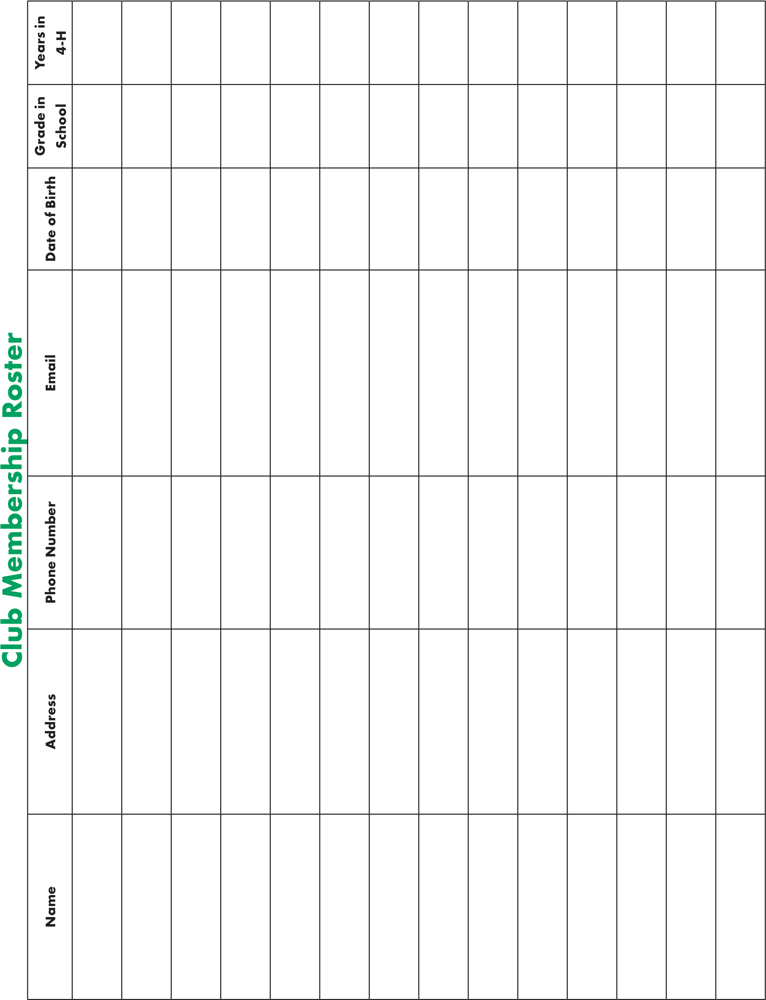 Club Membership Roster
Name
Address
Phone Number
Email
Date of Birth
Grade in
School
Years in
4-H